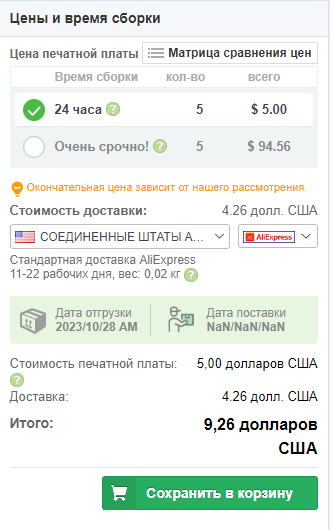 Цены и время сборки
Цена печатной платы Матрица сравнения цен
Время сборки кол-во всего
24 часа ? 5 $ 5.00
Очень срочно! ? 5 $ 94.56
Окончательная цена зависит от нашего рассмотрения.
Стоимость доставки: 4.26 долл. США
СОЕДИНЕННЫЕ ШТАТЫ А... AliExpress
Стандартная доставка AliExpress
11-22 рабочих дня, вес: 0,02 кг ?
Дата отгрузки Дата поставки
2023/10/28 AM NaN/NaN/NaN
Стоимость печатной платы: 5,00 долларов США
?
Доставка: 4.26 долл. США
Итого: 9,26 долларов
США
Сохранить в корзину